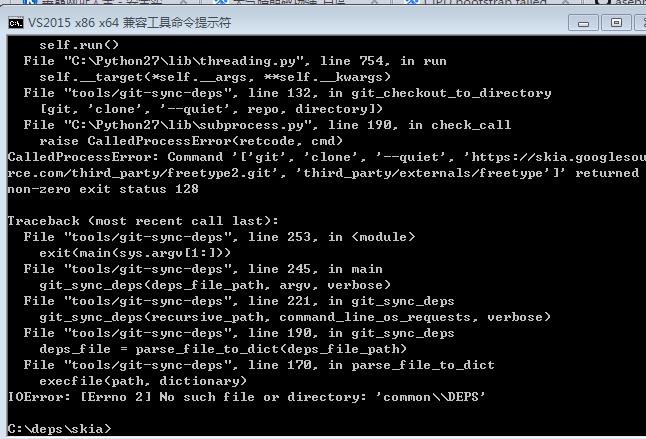 VS2015 x86 x64 兼容工具命令提示符
self.run()
File "C:\Python27\lib\threading.py", line 754, in run
self.__target(*self.__args, **self.__kwargs)
File "tools/git-sync-deps", line 132, in git_checkout_to_directory
[git, 'clone', '--quiet', repo, directory])
File "C:\Python27\lib\subprocess.py", line 190, in check_call
raise CalledProcessError(retcode, cmd)
CalledProcessError: Command '['git', 'clone', '--quiet', 'https://skia.googlesou
rce.com/third_party/freetype2.git', 'third_party/externals/freetype']' returned
non-zero exit status 128
Traceback (most recent call last):
File "tools/git-sync-deps", line 253, in <module>
exit(main(sys.argv[1:]))
File "tools/git-sync-deps", line 245, in main
git_sync_deps(deps_file_path, argv, verbose)
File "tools/git-sync-deps", line 221, in git_sync_deps
git_sync_deps(recursive_path, command_line_os_requests, verbose)
File "tools/git-sync-deps", line 190, in git_sync_deps
deps_file = parse_file_to_dict(deps_file_path)
File "tools/git-sync-deps", line 170, in parse_file_to_dict
execfile(path, dictionary)
IOError: [Errno 2] No such file or directory: 'common\\DEPS'
C:\deps\skia>